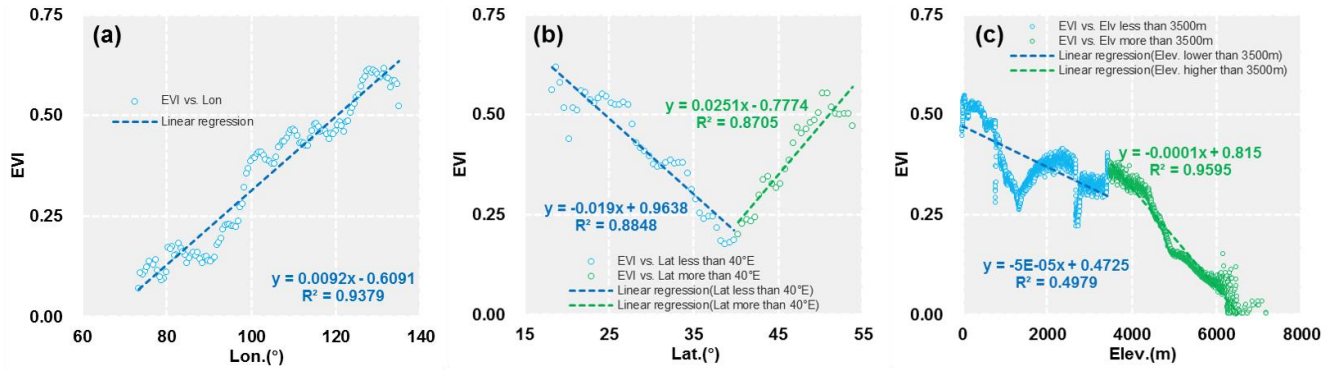 (a)
EVI
0.75
0.50
0.25
0.00
EVI vs. Lon
Linear regression
y = 0.0092x - 0.6091
R² = 0.9379
60
80
100
120
140
Lon.(°)
(b)
EVI
0.75
0.50
0.25
0.00
y = 0.0251x - 0.7774
R² = 0.8705
y = -0.019x + 0.9638
R² = 0.8848
EVI vs. Lat less than 40°E
EVI vs. Lat more than 40°E
Linear regression(Lat less than 40°E)
Linear regression(Lat more than 40°E)
15
25
35
45
55
Lat.(°)
(c)
EVI
0.75
0.50
0.25
0.00
EVI vs. Elv less than 3500m
EVI vs. Elv more than 3500m
Linear regression(Elev. lower than 3500m)
Linear regression(Elev. higher than 3500m)
y = -0.0001x + 0.815
R² = 0.9595
y = -5E-05x + 0.4725
R² = 0.4979
0
2000
4000
6000
8000
Elev.(m)